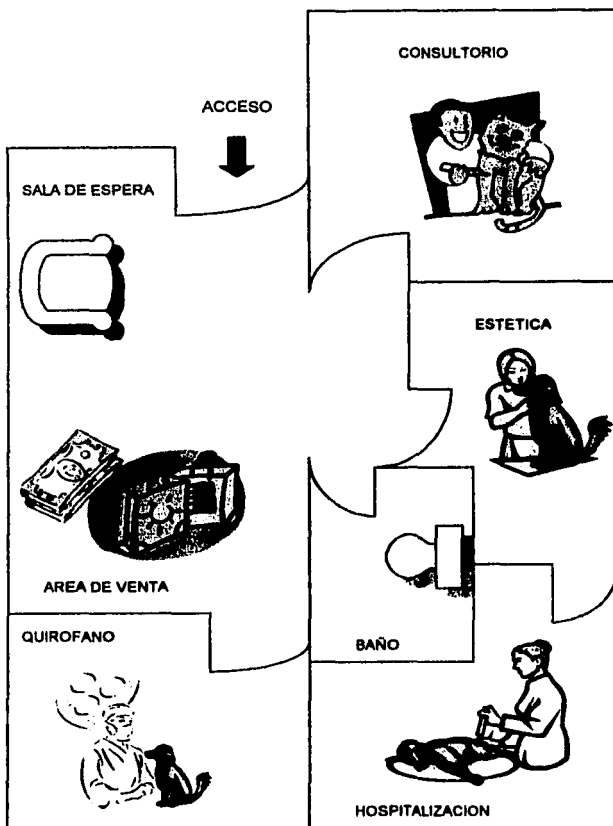 CONSULTORIO
ACCESO
SALA DE ESPERA
ESTETICA
AREA DE VENTA
QUIROFANO
BAÑO
HOSPITALIZACION